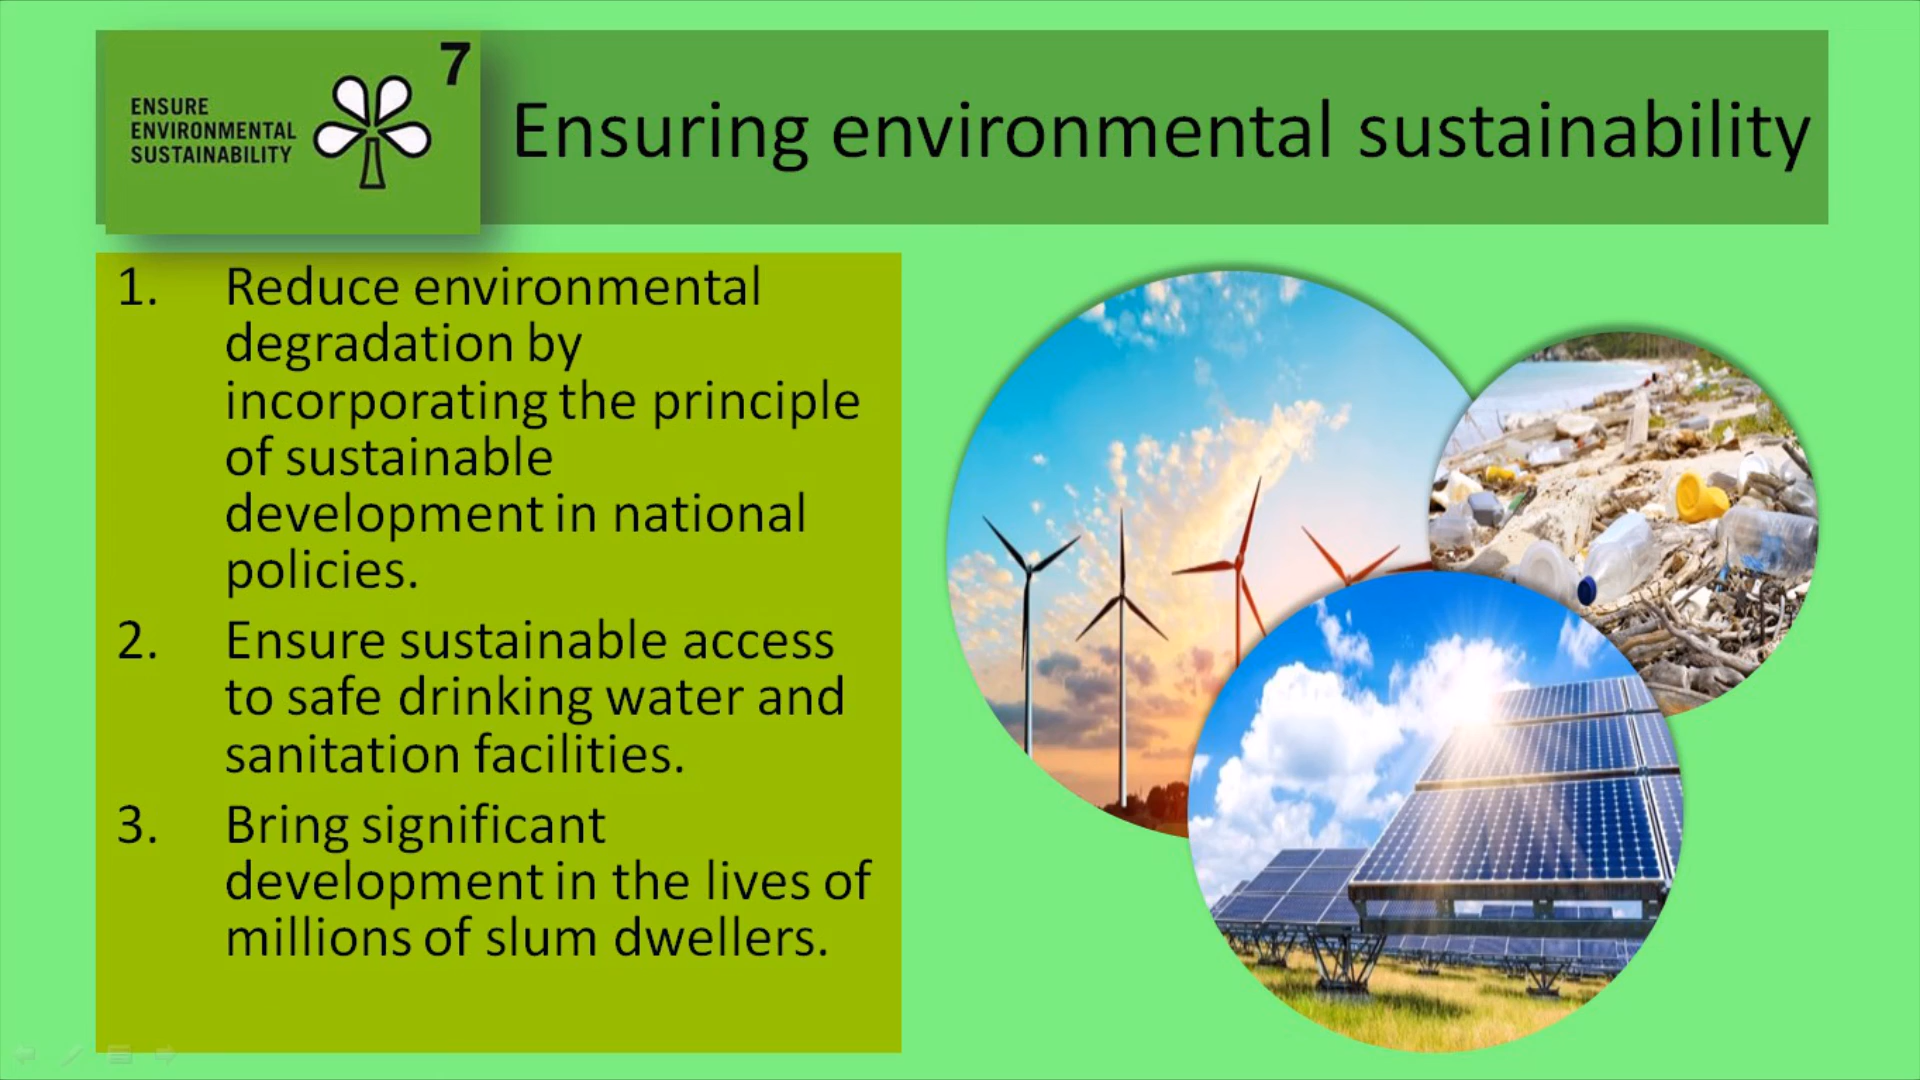 7
ENSURE
ENVIRONMENTAL
SUSTAINABILITY
Ensuring environmental sustainability
1. Reduce environmental
degradation by
incorporating the principle
of sustainable
development in national
policies.
2. Ensure sustainable access
to safe drinking water and
sanitation facilities.
3. Bring significant
development in the lives of
millions of slum dwellers.